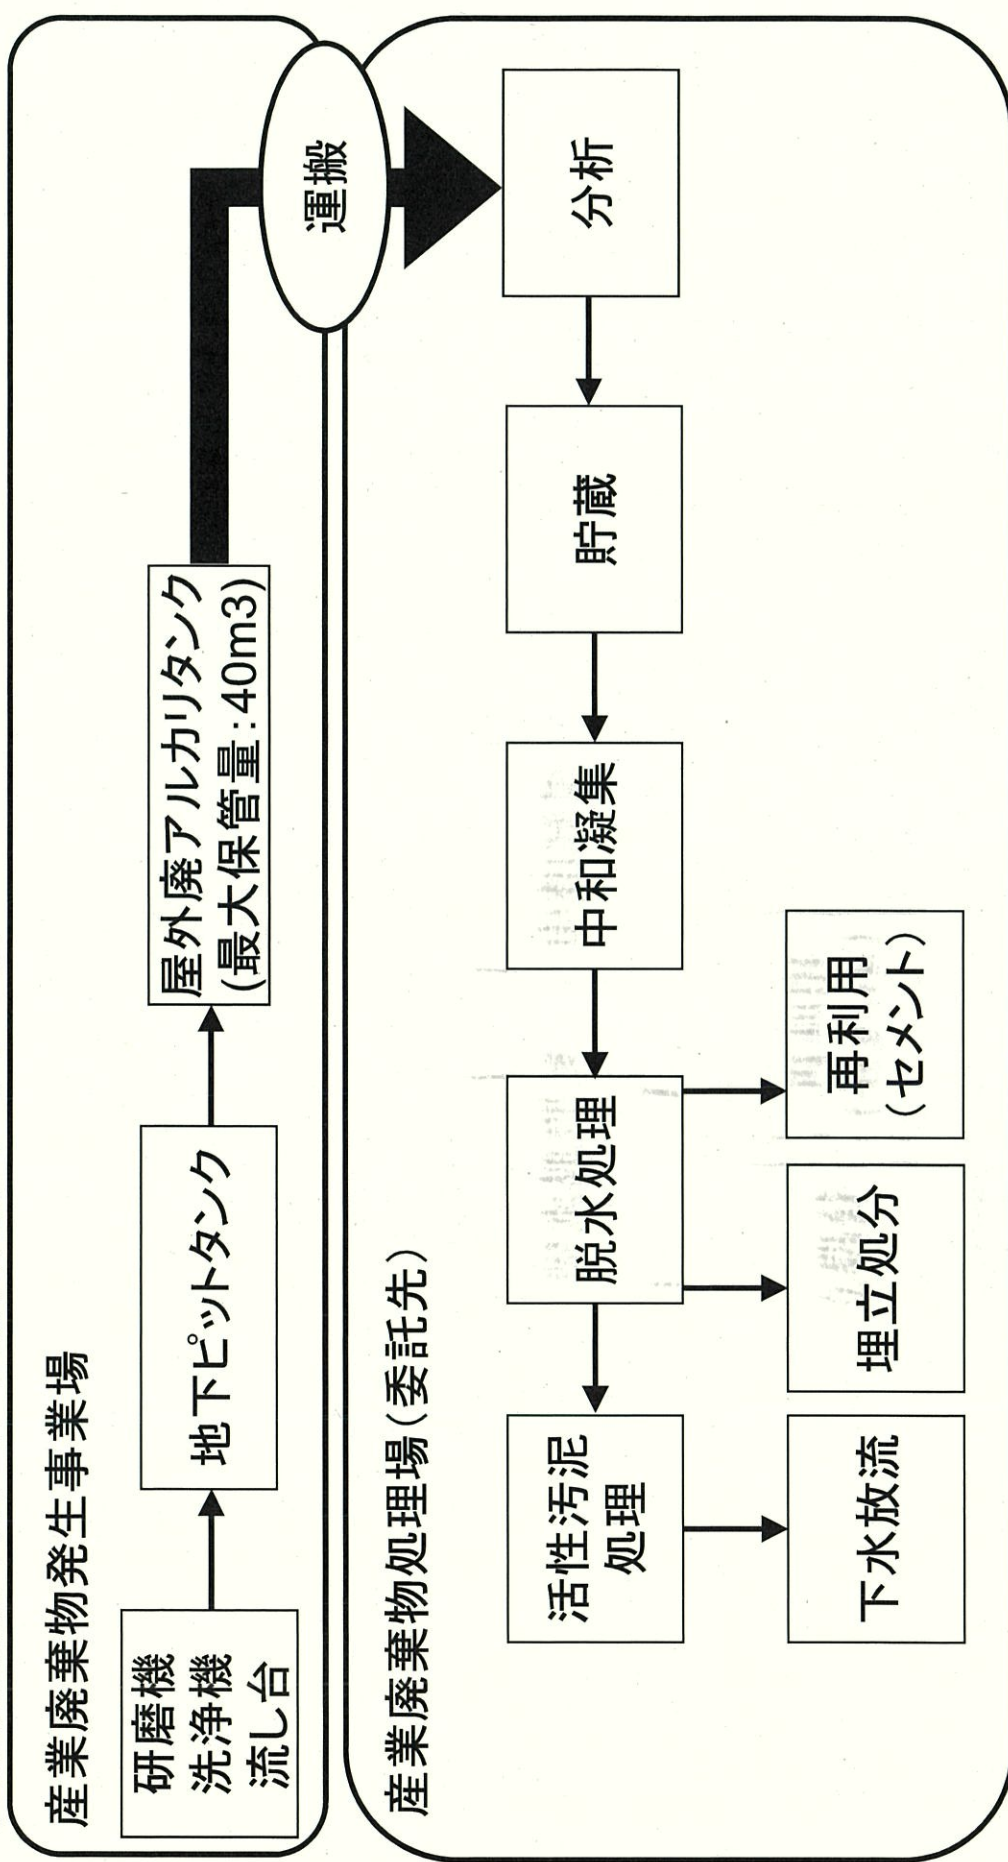 産業廃棄物発生事業場
研磨機
洗浄機
流し台
地下ピットタンク
屋外廃アルカリタンク
(最大保管量:40m3)
運搬
産業廃棄物処理場(委託先)
分析
貯蔵
中和凝集
脱水処理
活性汚泥
処理
再利用
(セメント)
埋立処分
下水放流